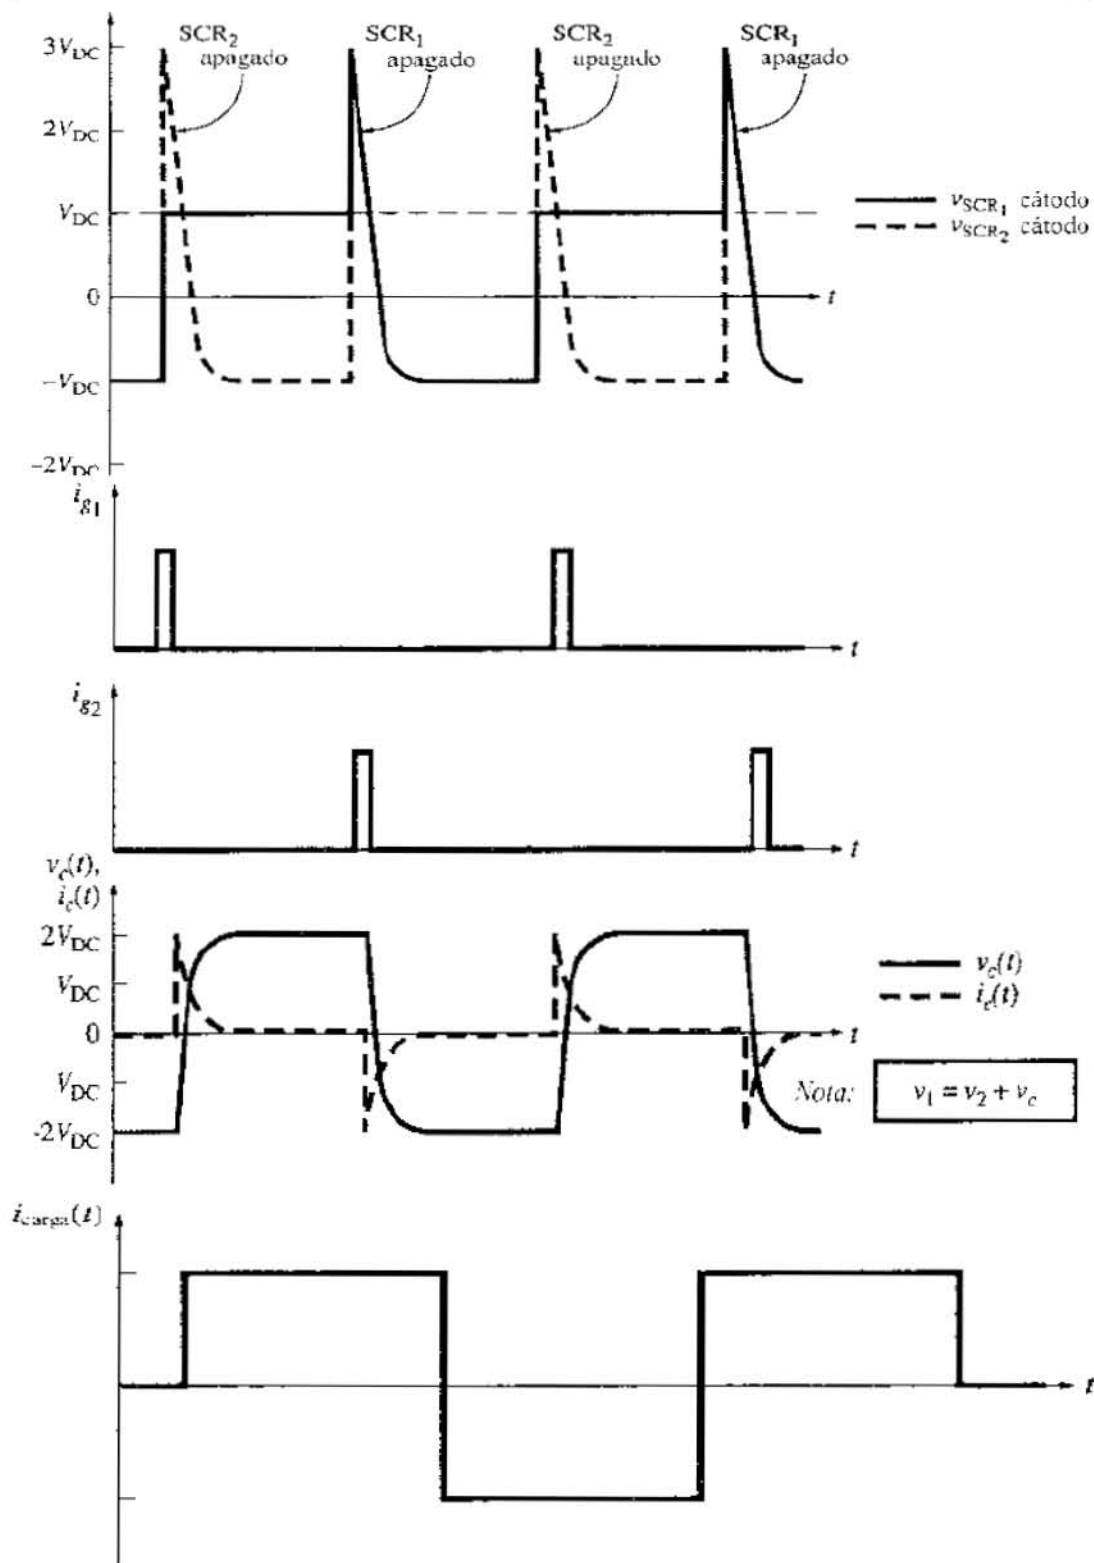 3V_DC
SCR₂ apagado
SCR₁ apagado
SCR₂ apagado
SCR₁ apagado
2V_DC
V_DC
v_SCR₁ cátodo
v_SCR₂ cátodo
0
t
-V_DC
-2V_DC
i_g₁
t
i_g₂
t
v_c(t),
i_c(t)
2V_DC
V_DC
0
t
V_DC
-2V_DC
v_c(t)
i_c(t)
Nota:
v₁ = v₂ + v_c
i_carga(t)
t